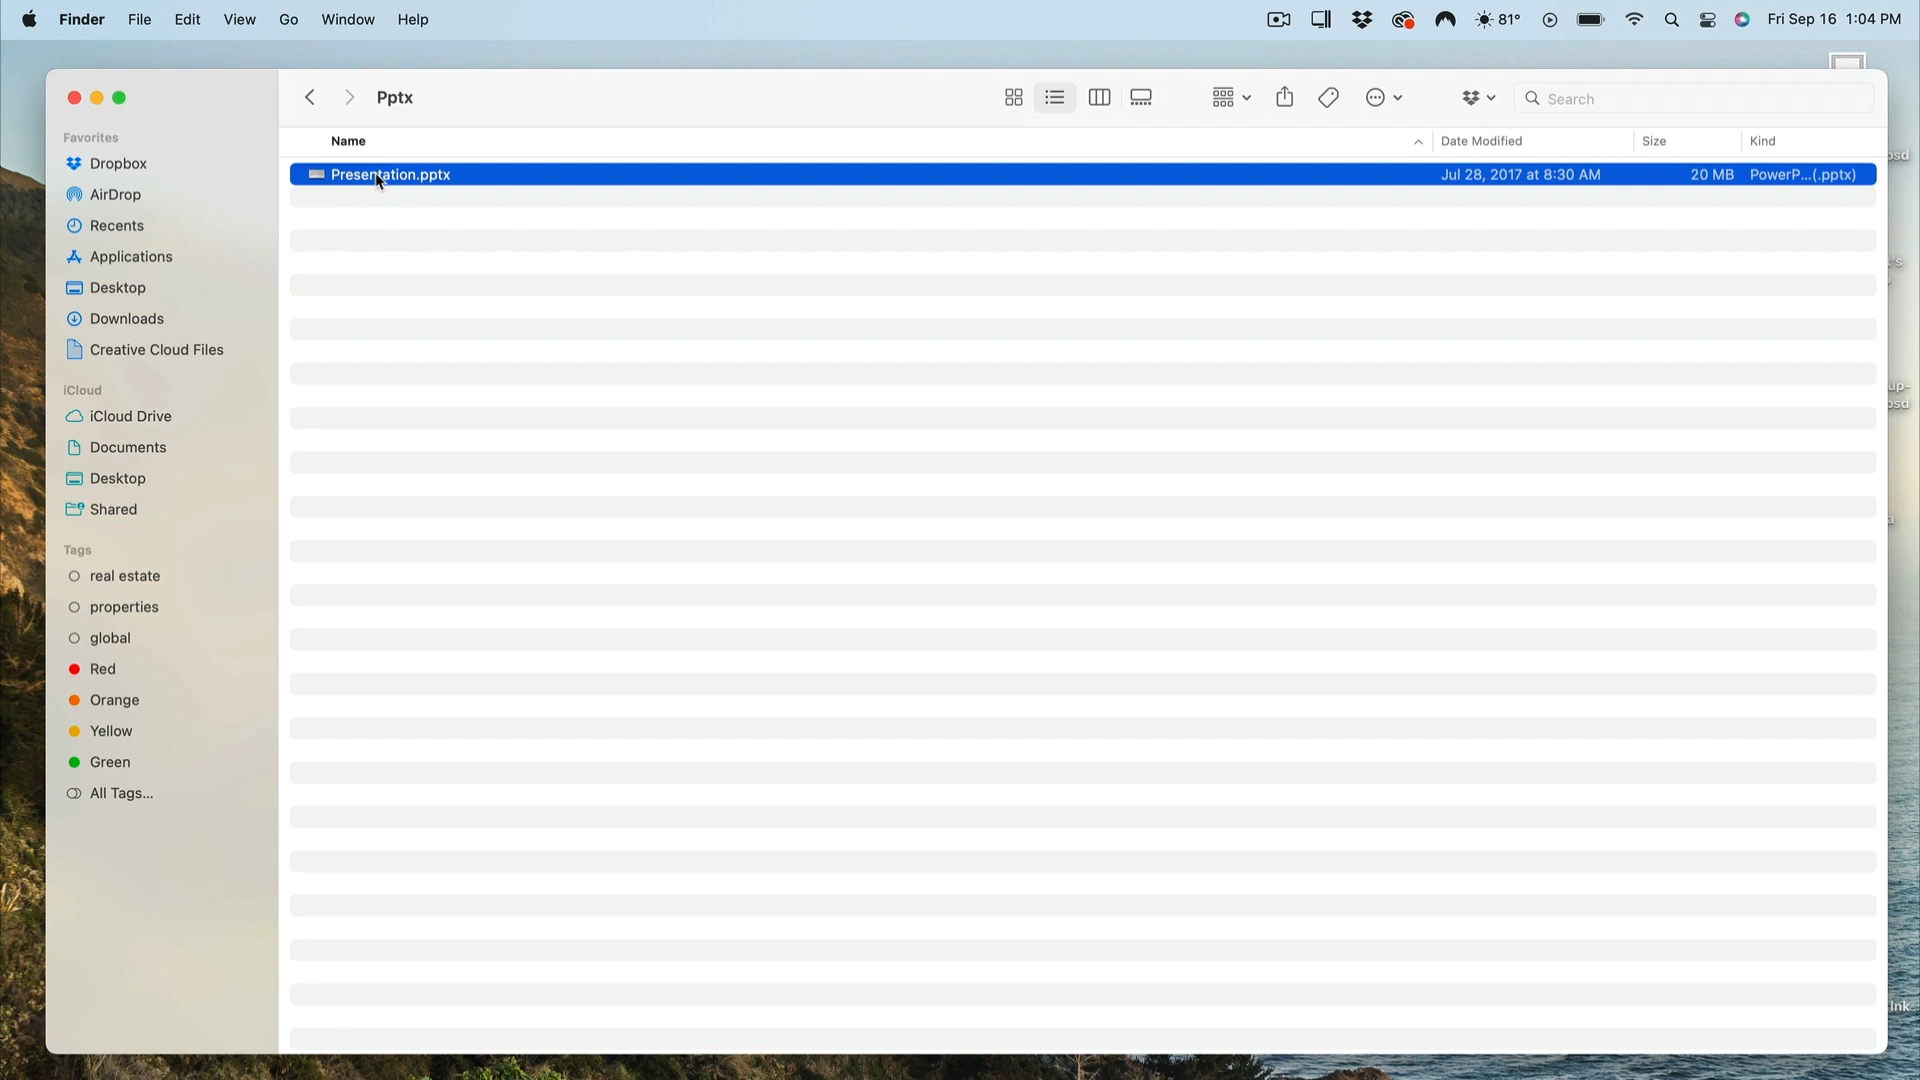 Finder File Edit View Go Window Help 81° Fri Sep 16 1:04 PM
Pptx Search
Favorites
Dropbox
AirDrop
Recents
Applications
Desktop
Downloads
Creative Cloud Files
iCloud
iCloud Drive
Documents
Desktop
Shared
Tags
real estate
properties
global
Red
Orange
Yellow
Green
All Tags...
Name Date Modified Size Kind
Presentation.pptx Jul 28, 2017 at 8:30 AM 20 MB PowerP...(.pptx)